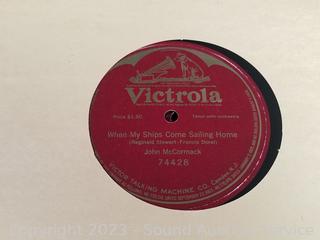 Victrola
Price $1.50 Tenor with orchestra
When My Ships Come Sailing Home
(Reginald Stewart-Francis Dorel)
John McCormack
74428
VICTOR TALKING MACHINE CO. Camden, N.J.
Copyright 2023 - Sound Auction Service